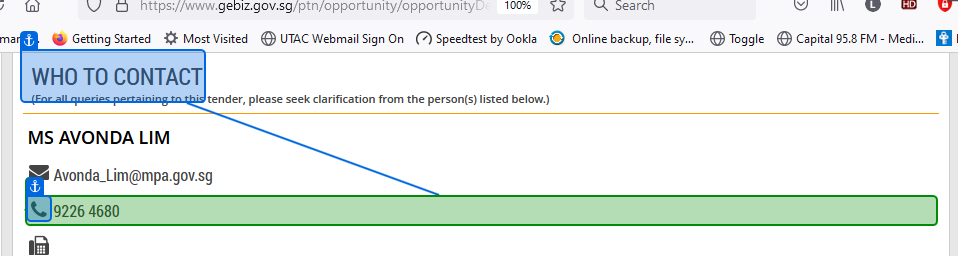 https://www.gebiz.gov.sg/ptn/opportunity/opportunityDe
100%
Search
L
HD
Getting Started
Most Visited
UTAC Webmail Sign On
Speedtest by Ookla
Online backup, file sy...
Toggle
Capital 95.8 FM - Medi...
WHO TO CONTACT
(For all queries pertaining to this tender, please seek clarification from the person(s) listed below.)
MS AVONDA LIM
Avonda_Lim@mpa.gov.sg
9226 4680